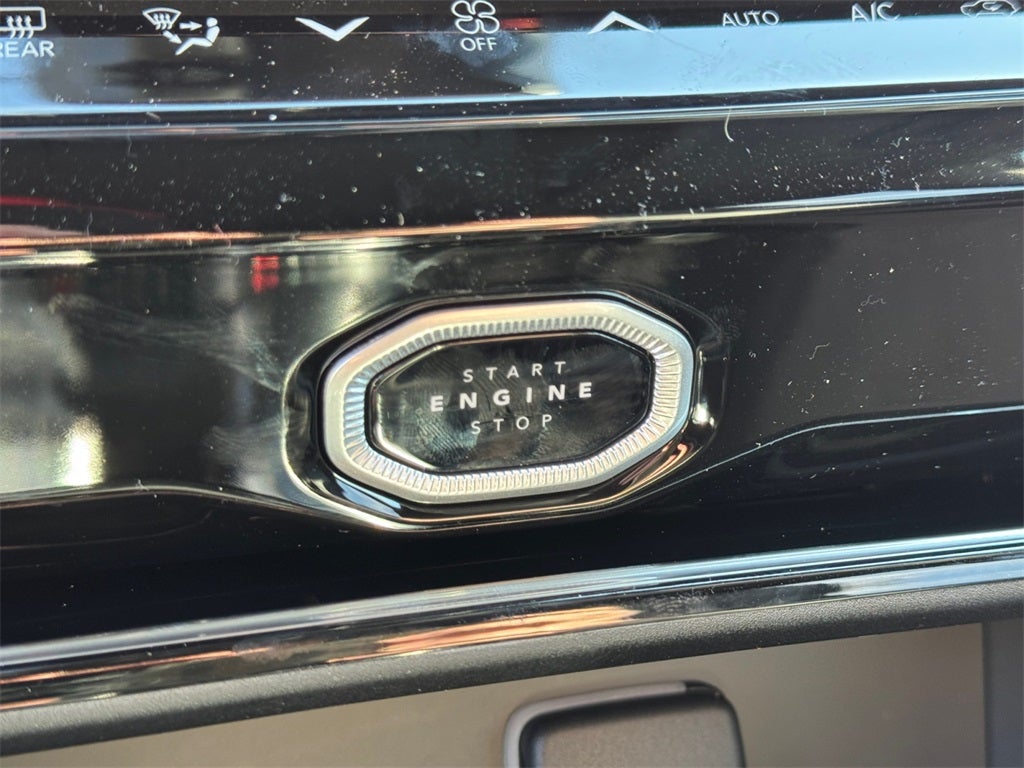 REAR
OFF
AUTO
A/C
START
ENGINE
STOP